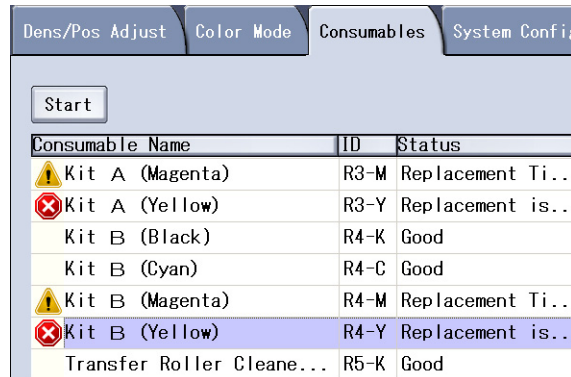 Dens/Pos Adjust Color Mode Consumables System Confi
Start
Consumable Name ID Status
Kit A (Magenta) R3-M Replacement Ti...
Kit A (Yellow) R3-Y Replacement is...
Kit B (Black) R4-K Good
Kit B (Cyan) R4-C Good
Kit B (Magenta) R4-M Replacement Ti...
Kit B (Yellow) R4-Y Replacement is...
Transfer Roller Cleane... R5-K Good